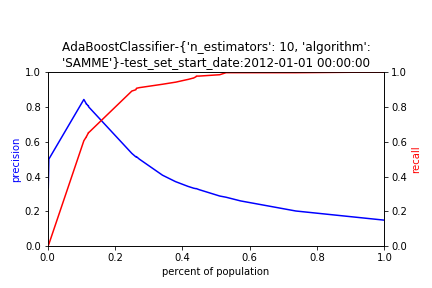 AdaBoostClassifier-{'n_estimators': 10, 'algorithm':
'SAMME'}-test_set_start_date:2012-01-01 00:00:00
1.0
0.8
0.6
0.4
0.2
0.0
precision
1.0
0.8
0.6
0.4
0.2
0.0
recall
0.0 0.2 0.4 0.6 0.8 1.0
percent of population